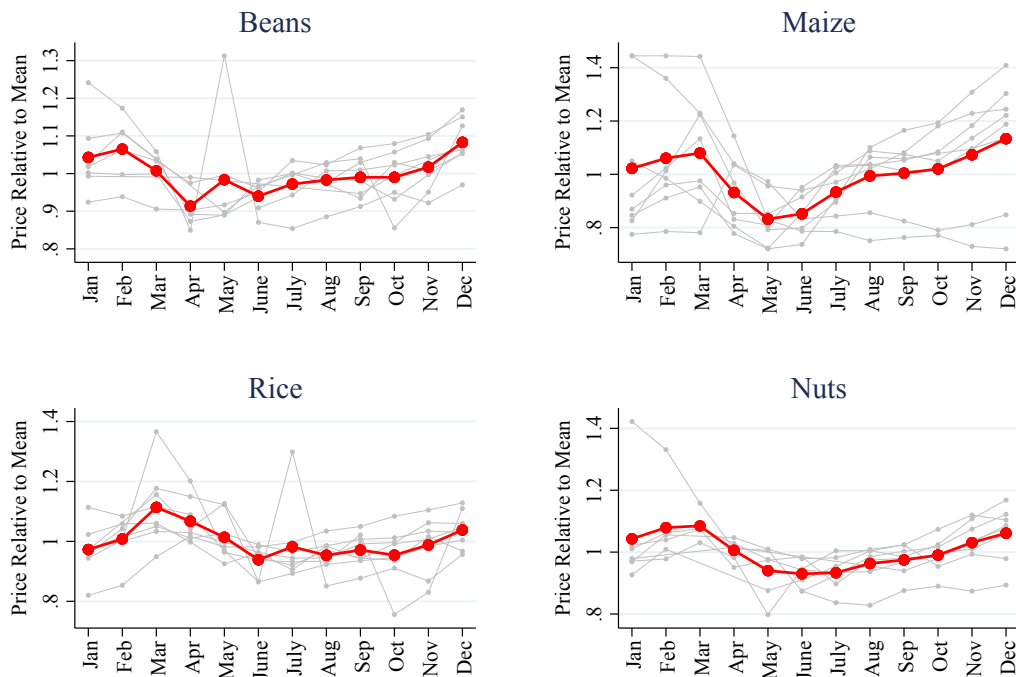 Beans
Price Relative to Mean
1.3
1.2
1.1
1
.9
.8
Jan
Feb
Mar
Apr
May
June
July
Aug
Sep
Oct
Nov
Dec
Maize
Price Relative to Mean
1.4
1.2
1
.8
Jan
Feb
Mar
Apr
May
June
July
Aug
Sep
Oct
Nov
Dec
Rice
Price Relative to Mean
1.4
1.2
1
.8
Jan
Feb
Mar
Apr
May
June
July
Aug
Sep
Oct
Nov
Dec
Nuts
Price Relative to Mean
1.4
1.2
1
.8
Jan
Feb
Mar
Apr
May
June
July
Aug
Sep
Oct
Nov
Dec